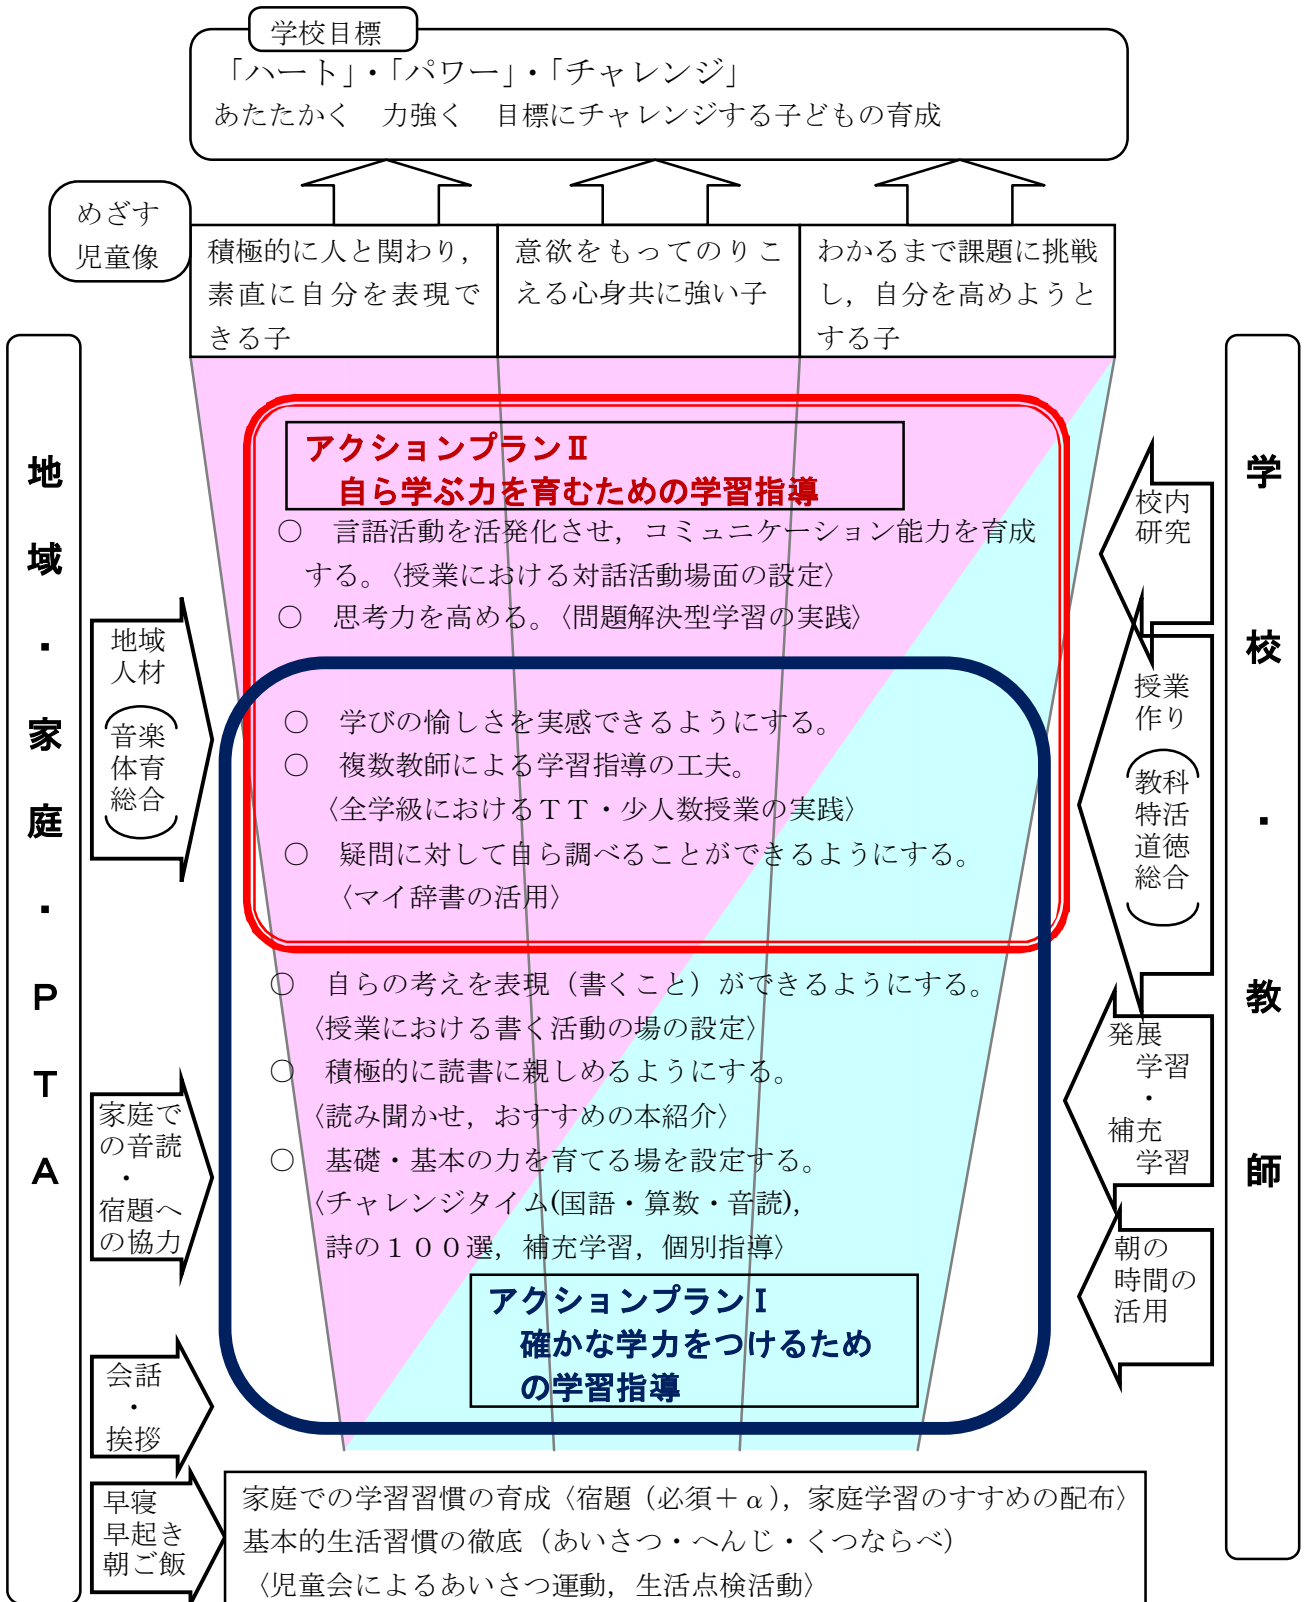 学校目標
「ハート」・「パワー」・「チャレンジ」
あたたかく　力強く　目標にチャレンジする子どもの育成
めざす
児童像
積極的に人と関わり，
素直に自分を表現で
きる子
意欲をもってのりこ
える心身共に強い子
わかるまで課題に挑戦
し，自分を高めようと
する子
地域・家庭・ＰＴＡ
地域
人材
音楽
体育
総合
家庭で
の音読
・
宿題へ
の協力
会話
・
挨拶
早寝
早起き
朝ご飯
アクションプランⅡ
自ら学ぶ力を育むための学習指導
○　言語活動を活発化させ，コミュニケーション能力を育成
する。〈授業における対話活動場面の設定〉
○　思考力を高める。〈問題解決型学習の実践〉
○　学びの愉しさを実感できるようにする。
○　複数教師による学習指導の工夫。
〈全学級におけるＴＴ・少人数授業の実践〉
○　疑問に対して自ら調べることができるようにする。
〈マイ辞書の活用〉
○　自らの考えを表現（書くこと）ができるようにする。
〈授業における書く活動の場の設定〉
○　積極的に読書に親しめるようにする。
〈読み聞かせ，おすすめの本紹介〉
○　基礎・基本の力を育てる場を設定する。
〈チャレンジタイム(国語・算数・音読)，
詩の１００選，補充学習，個別指導〉
アクションプランⅠ
確かな学力をつけるため
の学習指導
学校・教師
校内
研究
授業
作り
教科
特活
道徳
総合
発展
学習
・
補充
学習
朝の
時間の
活用
家庭での学習習慣の育成〈宿題（必須＋α），家庭学習のすすめの配布〉
基本的生活習慣の徹底（あいさつ・へんじ・くつならべ）
〈児童会によるあいさつ運動，生活点検活動〉